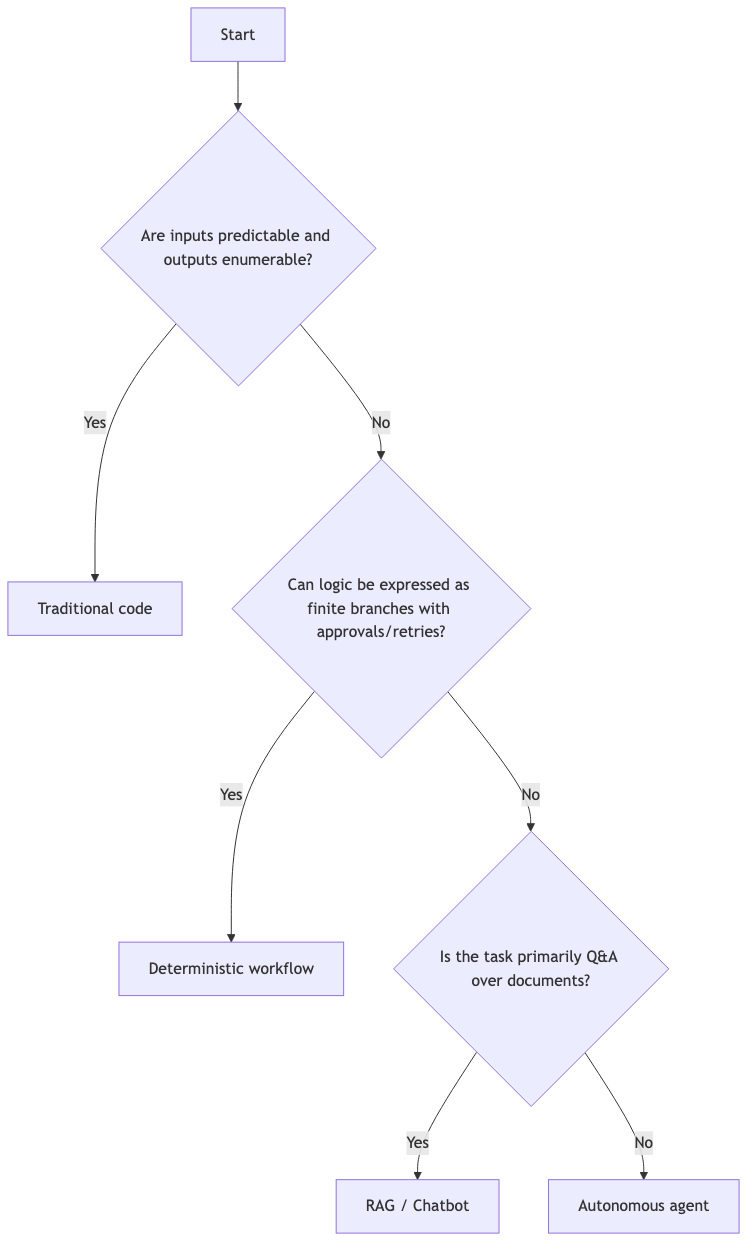 Start
Are inputs predictable and
outputs enumerable?
Yes
No
Traditional code
Can logic be expressed as
finite branches with
approvals/retries?
Yes
No
Deterministic workflow
Is the task primarily Q&A
over documents?
Yes
No
RAG / Chatbot
Autonomous agent